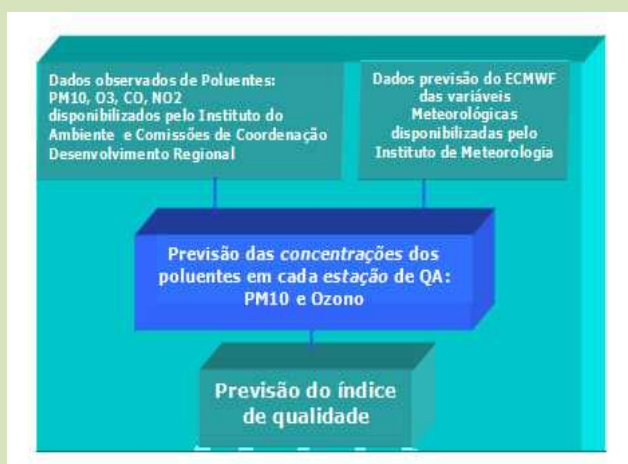 Dados observados de Poluentes:
PM10, O3, CO, NO2
disponibilizados pelo Instituto do
Ambiente e Comissões de Coordenação
Desenvolvimento Regional
Dados previsão do ECMWF
das variáveis
Meteorológicas
disponibilizadas pelo
Instituto de Meteorologia
Previsão das concentrações dos
poluentes em cada estação de QA:
PM10 e Ozono
Previsão do índice
de qualidade